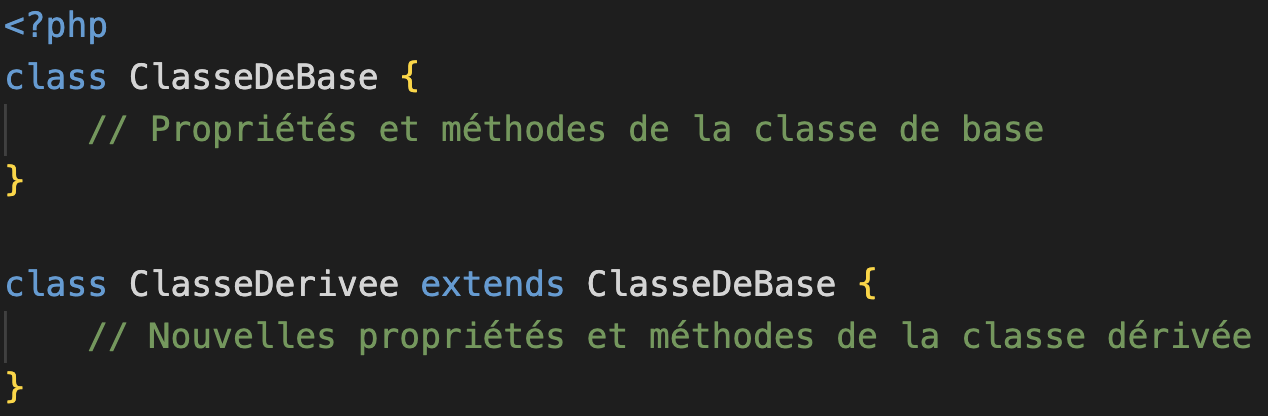 <?php
class ClasseDeBase {
    // Propriétés et méthodes de la classe de base
}

class ClasseDerivee extends ClasseDeBase {
    // Nouvelles propriétés et méthodes de la classe dérivée
}